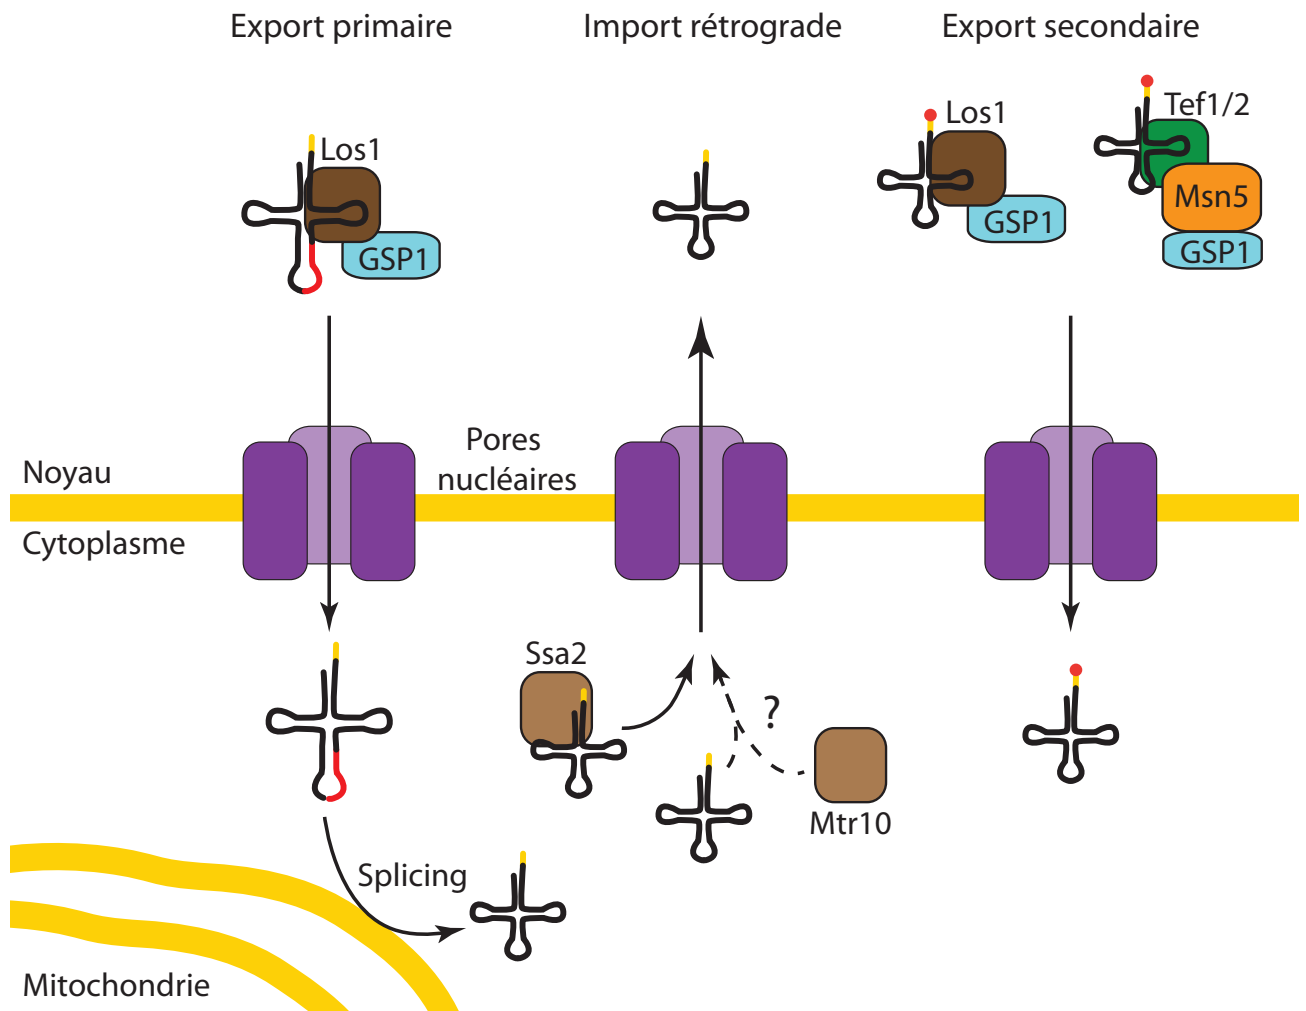 Export primaire
Import rétrograde
Export secondaire
Los1
GSP1
Los1
GSP1
Tef1/2
Msn5
GSP1
Pores
nucléaires
Noyau
Cytoplasme
Ssa2
?
Mtr10
Splicing
Mitochondrie